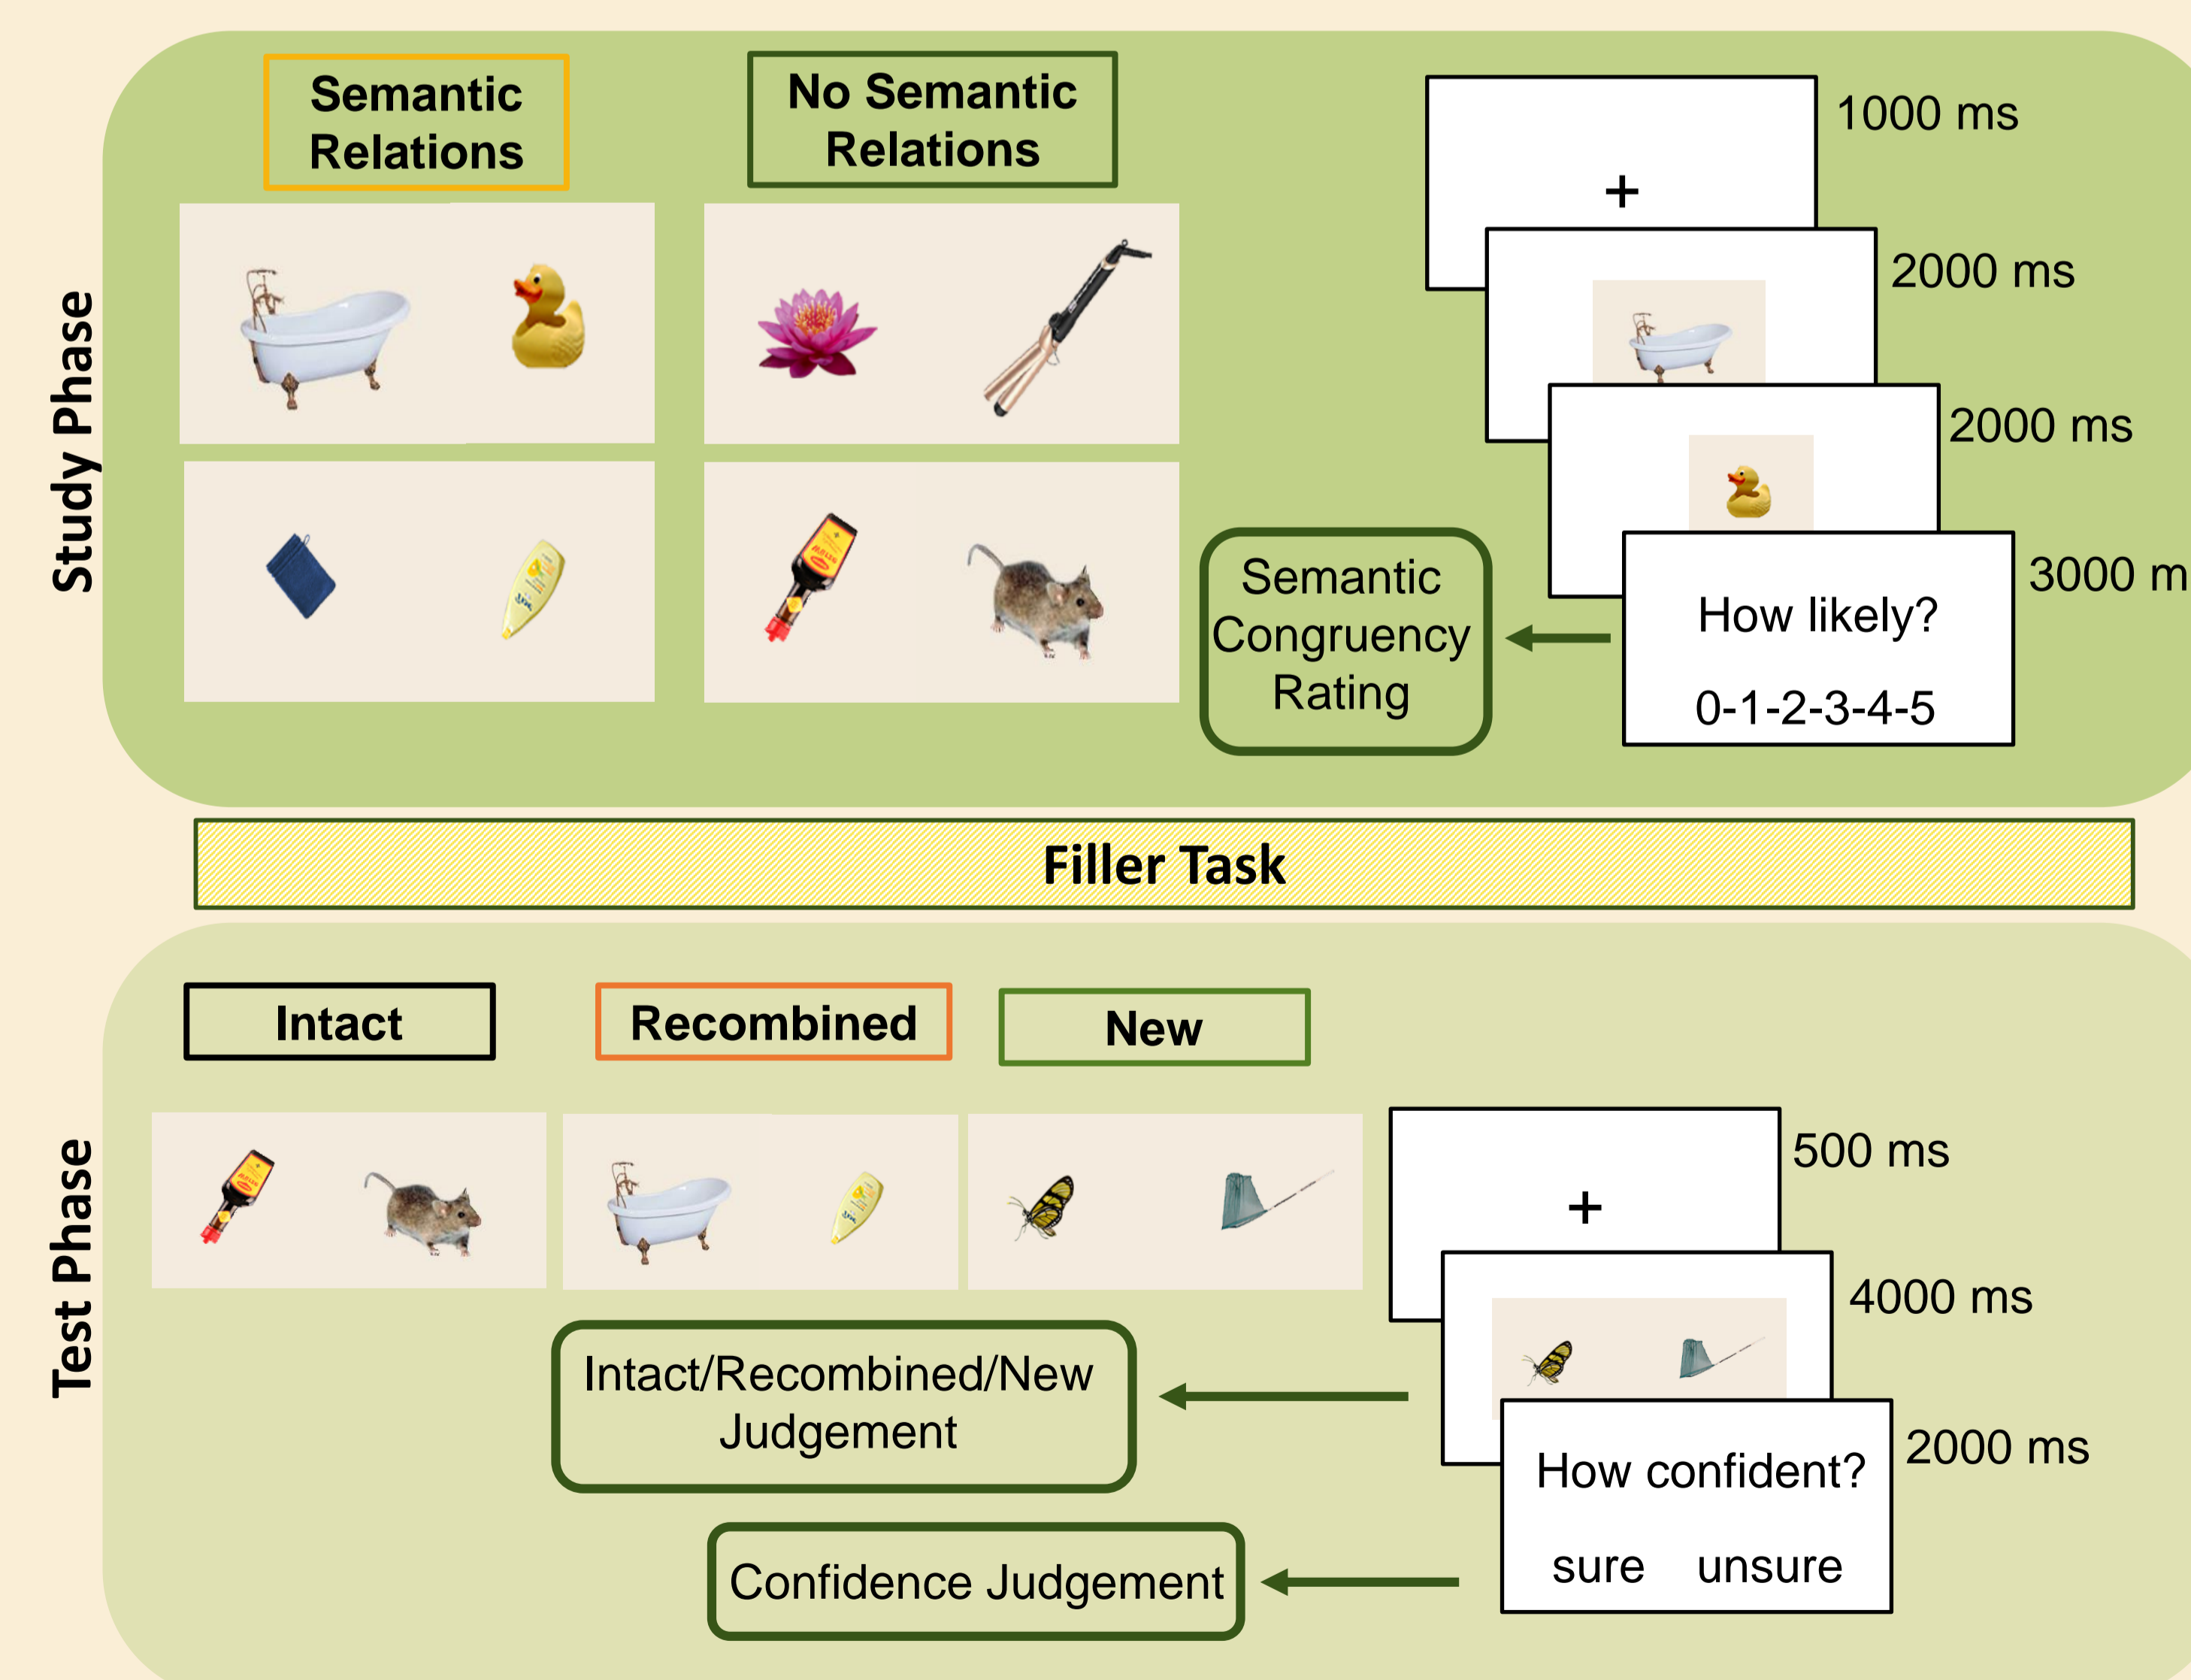 Study Phase
Semantic
Relations
No Semantic
Relations
1000 ms
+
2000 ms
2000 ms
3000 m
How likely?
0-1-2-3-4-5
Semantic
Congruency
Rating
Filler Task
Test Phase
Intact
Recombined
New
500 ms
+
4000 ms
Intact/Recombined/New
Judgement
2000 ms
How confident?
sure unsure
Confidence Judgement